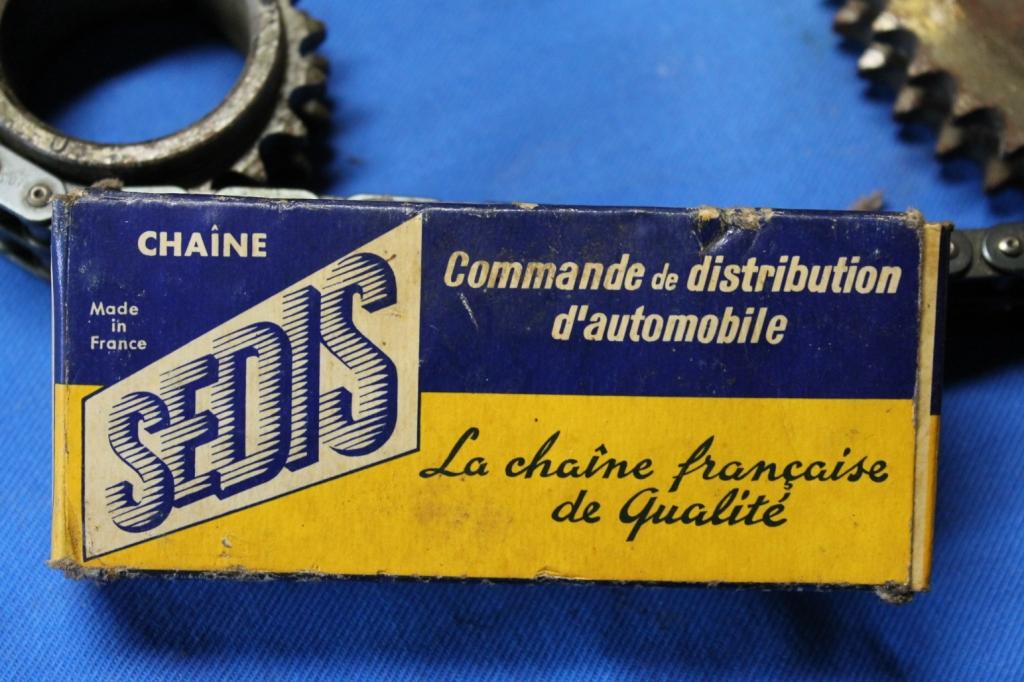 CHAÎNE
Made
in
France
SEDIS
Commande de distribution
d'automobile
La chaîne française
de Qualité